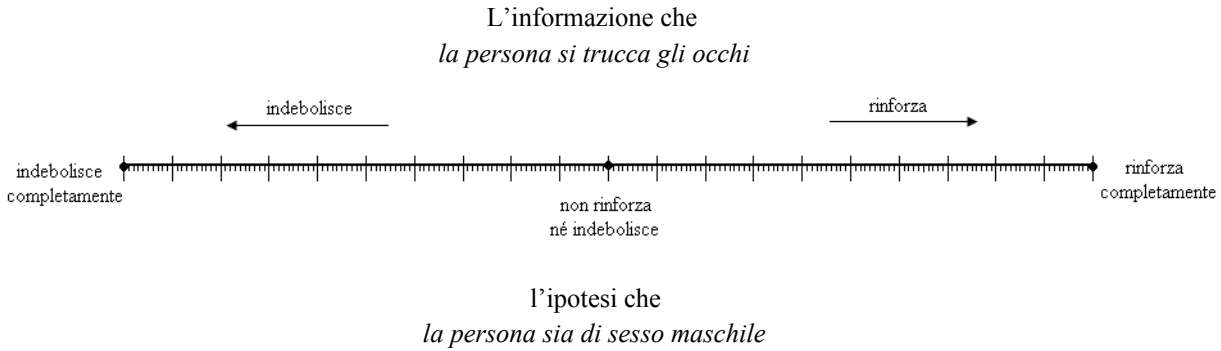 L'informazione che
la persona si trucca gli occhi
indebolisce
rinforza
indebolisce
completamente
rinforza
completamente
non rinforza
né indebolisce
l'ipotesi che
la persona sia di sesso maschile